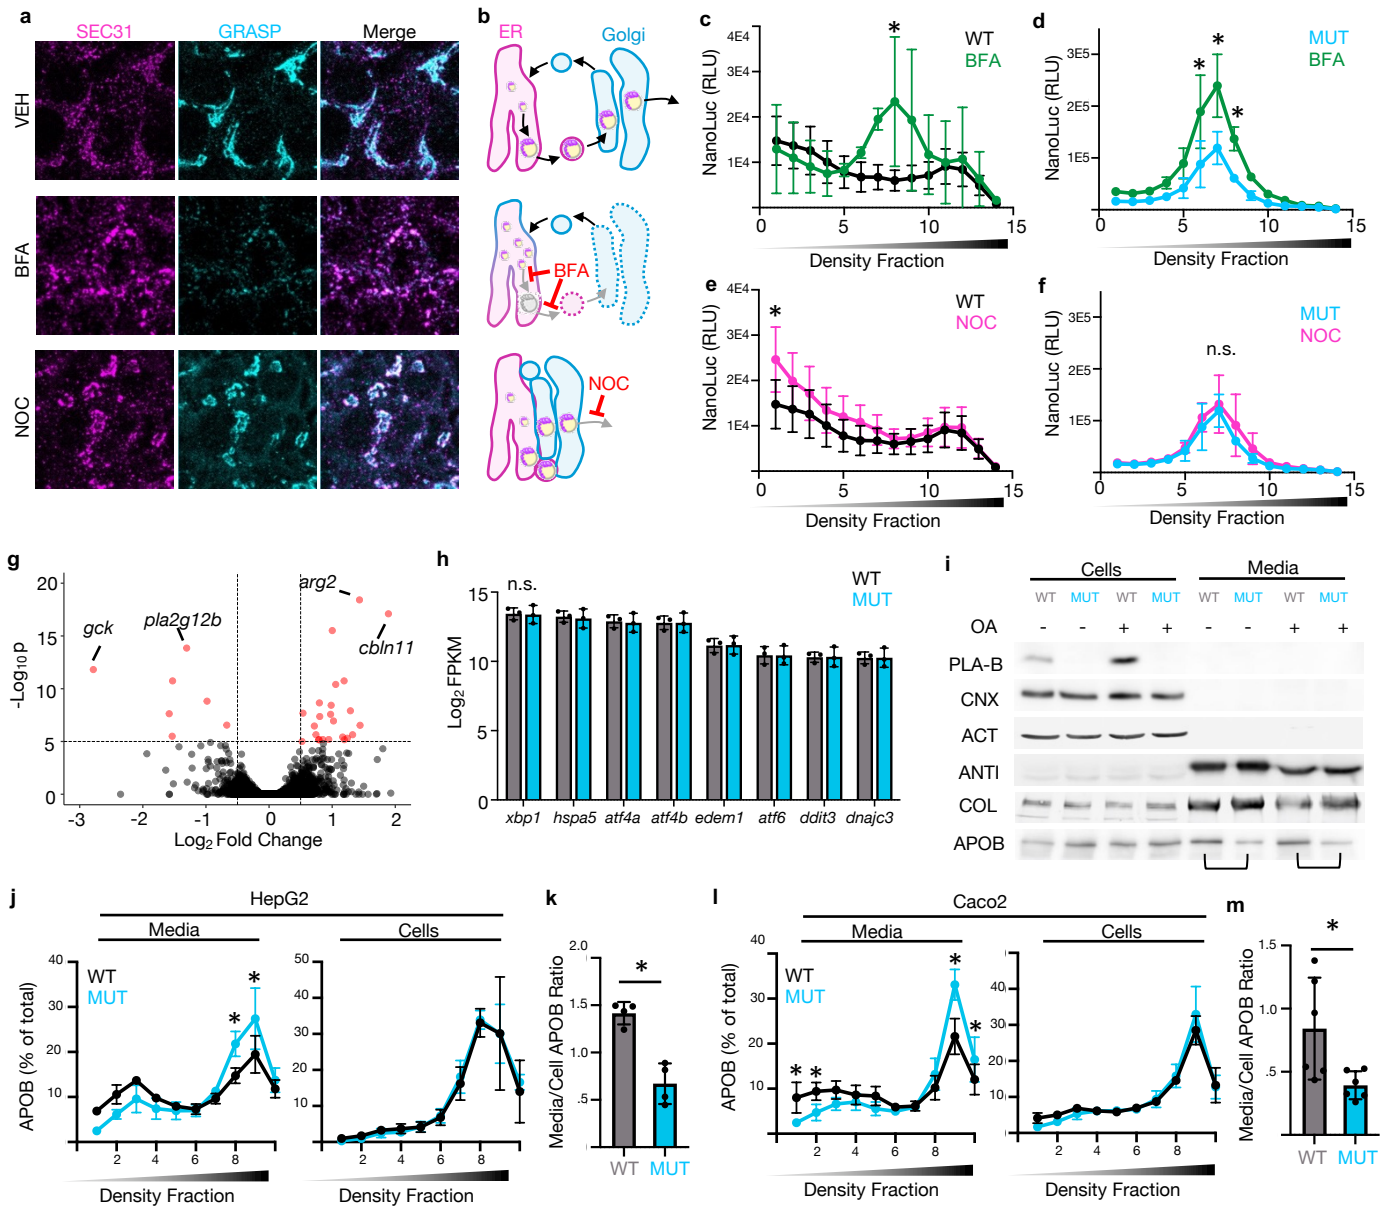 a
SEC31
GRASP
Merge
VEH
BFA
NOC
b
ER
Golgi
BFA
NOC
c
NanoLuc (RLU)
4E4
3E4
2E4
1E4
WT
BFA
*
0
5
10
15
Density Fraction
d
NanoLuc (RLU)
3E5
2E5
1E5
MUT
BFA
*
*
*
0
5
10
15
Density Fraction
e
NanoLuc (RLU)
4E4
3E4
2E4
1E4
WT
NOC
*
0
5
10
15
Density Fraction
f
NanoLuc (RLU)
3E5
2E5
1E5
MUT
NOC
n.s.
0
5
10
15
Density Fraction
g
-Log10p
20
15
10
5
0
gck
pla2g12b
arg2
cbln11
-3
-2
-1
0
1
2
Log2 Fold Change
h
Log2 FPKM
15
10
5
0
n.s.
WT
MUT
xbp1
hspa5
atf4a
atf4b
edem1
atf6
ddit3
dnajc3
i
Cells
Media
WT MUT WT MUT WT MUT WT MUT
OA - - + + - - + +
PLA-B
CNX
ACT
ANTI
COL
APOB
j
HepG2
Media
Cells
APOB (% of total)
40
30
20
10
WT
MUT
*
*
2
4
6
8
Density Fraction
50
40
30
20
10
2
4
6
8
Density Fraction
k
Media/Cell APOB Ratio
2.0
1.5
1.0
.5
*
WT
MUT
l
Caco2
Media
Cells
APOB (% of total)
40
30
20
10
WT
MUT
*
*
*
*
2
4
6
8
Density Fraction
50
40
30
20
10
2
4
6
8
Density Fraction
m
Media/Cell APOB Ratio
1.5
1.0
.5
*
WT
MUT